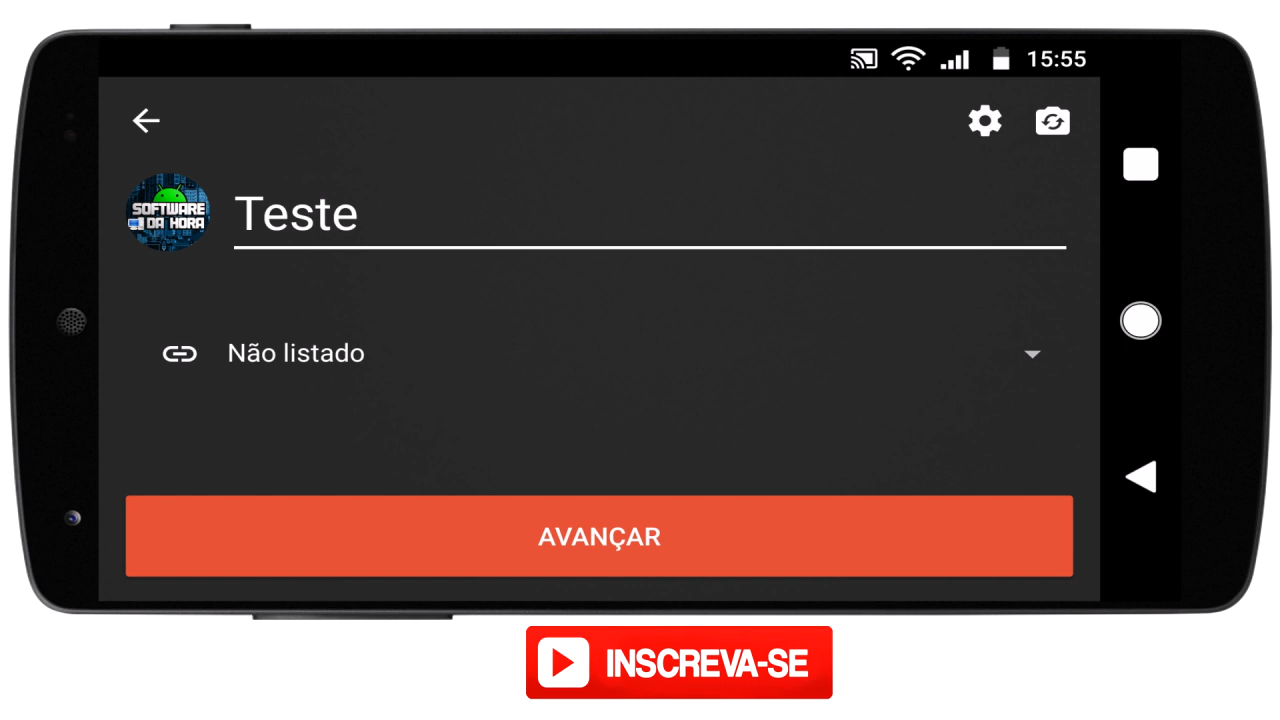 15:55
SOFTWARE
DA HORA
Teste
Não listado
AVANÇAR
INSCREVA-SE